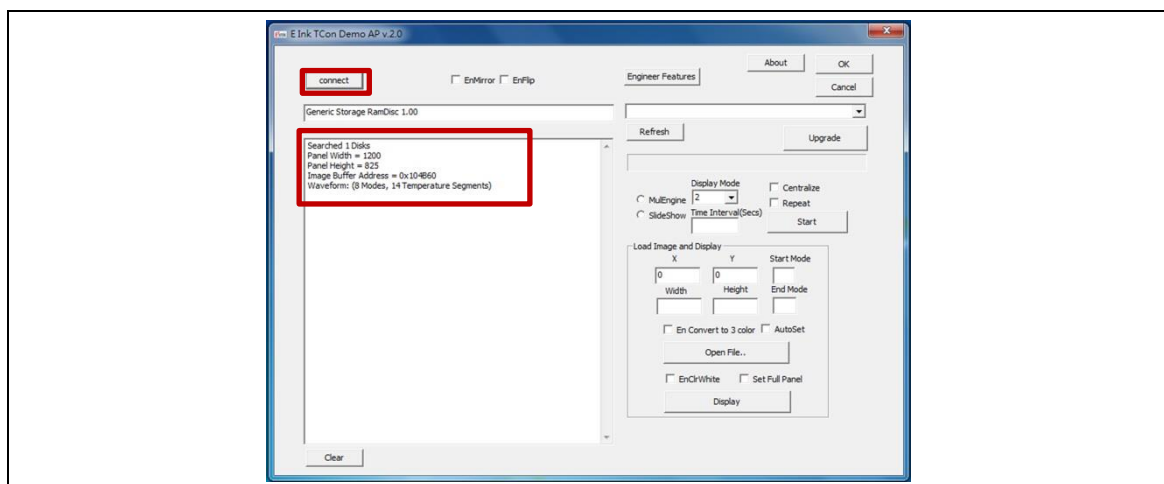 E Ink TCon Demo AP v.2.0
connect
EnMirror EnFlip
Engineer Features
About
OK
Cancel
Generic Storage RamDisc 1.00
Refresh
Upgrade
Searched 1 Disks
Panel Width = 1200
Panel Height = 825
Image Buffer Address = 0x104B60
Waveform: (8 Modes, 14 Temperature Segments)
Display Mode
MulEngine 2
Centralize
Repeat
SlideShow Time Interval(Secs)
Start
Load Image and Display
X Y Start Mode
0 0
Width Height End Mode
En Convert to 3 color AutoSet
Open File..
EnClrWhite Set Full Panel
Display
Clear